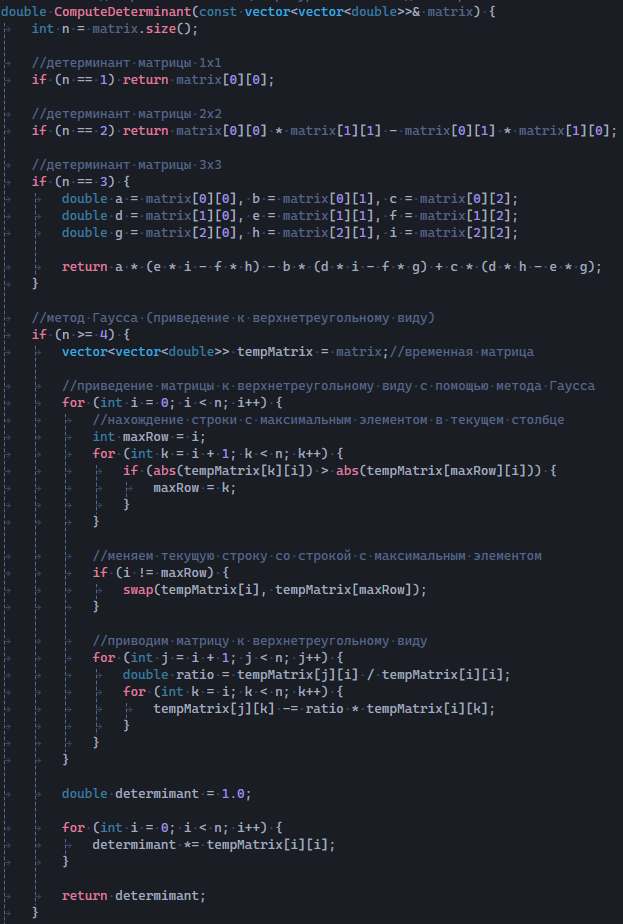 double ComputeDeterminant(const vector<vector<double>>& matrix) {
int n = matrix.size();
//детерминант матрицы 1x1
if (n == 1) return matrix[0][0];
//детерминант матрицы 2x2
if (n == 2) return matrix[0][0] * matrix[1][1] - matrix[0][1] * matrix[1][0];
//детерминант матрицы 3x3
if (n == 3) {
double a = matrix[0][0], b = matrix[0][1], c = matrix[0][2];
double d = matrix[1][0], e = matrix[1][1], f = matrix[1][2];
double g = matrix[2][0], h = matrix[2][1], i = matrix[2][2];
return a * (e * i - f * h) - b * (d * i - f * g) + c * (d * h - e * g);
}
//метод Гаусса (приведение к верхнетреугольному виду)
if (n >= 4) {
vector<vector<double>> tempMatrix = matrix;//временная матрица
//приведение матрицы к верхнетреугольному виду с помощью метода Гаусса
for (int i = 0; i < n; i++) {
//нахождение строки с максимальным элементом в текущем столбце
int maxRow = i;
for (int k = i + 1; k < n; k++) {
if (abs(tempMatrix[k][i]) > abs(tempMatrix[maxRow][i])) {
maxRow = k;
}
}
//меняем текущую строку со строкой с максимальным элементом
if (i != maxRow) {
swap(tempMatrix[i], tempMatrix[maxRow]);
}
//приводим матрицу к верхнетреугольному виду
for (int j = i + 1; j < n; j++) {
double ratio = tempMatrix[j][i] / tempMatrix[i][i];
for (int k = i; k < n; k++) {
tempMatrix[j][k] -= ratio * tempMatrix[i][k];
}
}
}
double determimant = 1.0;
for (int i = 0; i < n; i++) {
determimant *= tempMatrix[i][i];
}
return determimant;
}